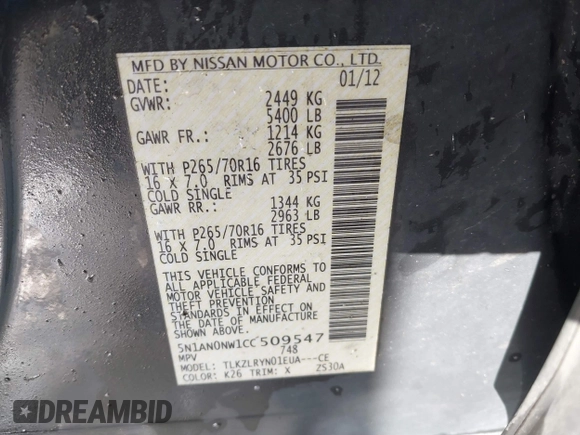 MFD BY NISSAN MOTOR CO., LTD.
DATE: 01/12
GVWR: 2449 KG
5400 LB
GAWR FR.: 1214 KG
2676 LB
WITH P265/70R16 TIRES
16 X 7.0 RIMS AT 35 PSI
COLD SINGLE
GAWR RR.: 1344 KG
2963 LB
WITH P265/70R16 TIRES
16 X 7.0 RIMS AT 35 PSI
COLD SINGLE
THIS VEHICLE CONFORMS TO
ALL APPLICABLE FEDERAL
MOTOR VEHICLE SAFETY AND
THEFT PREVENTION
STANDARDS IN EFFECT ON
THE DATE OF MANUFACTURE
SHOWN ABOVE.
5N1AN0NW1CC509547
MPV 748
MODEL: TLKZLRYN01EUA---CE
COLOR: K26 TRIM: X ZS30A
DREAMBID